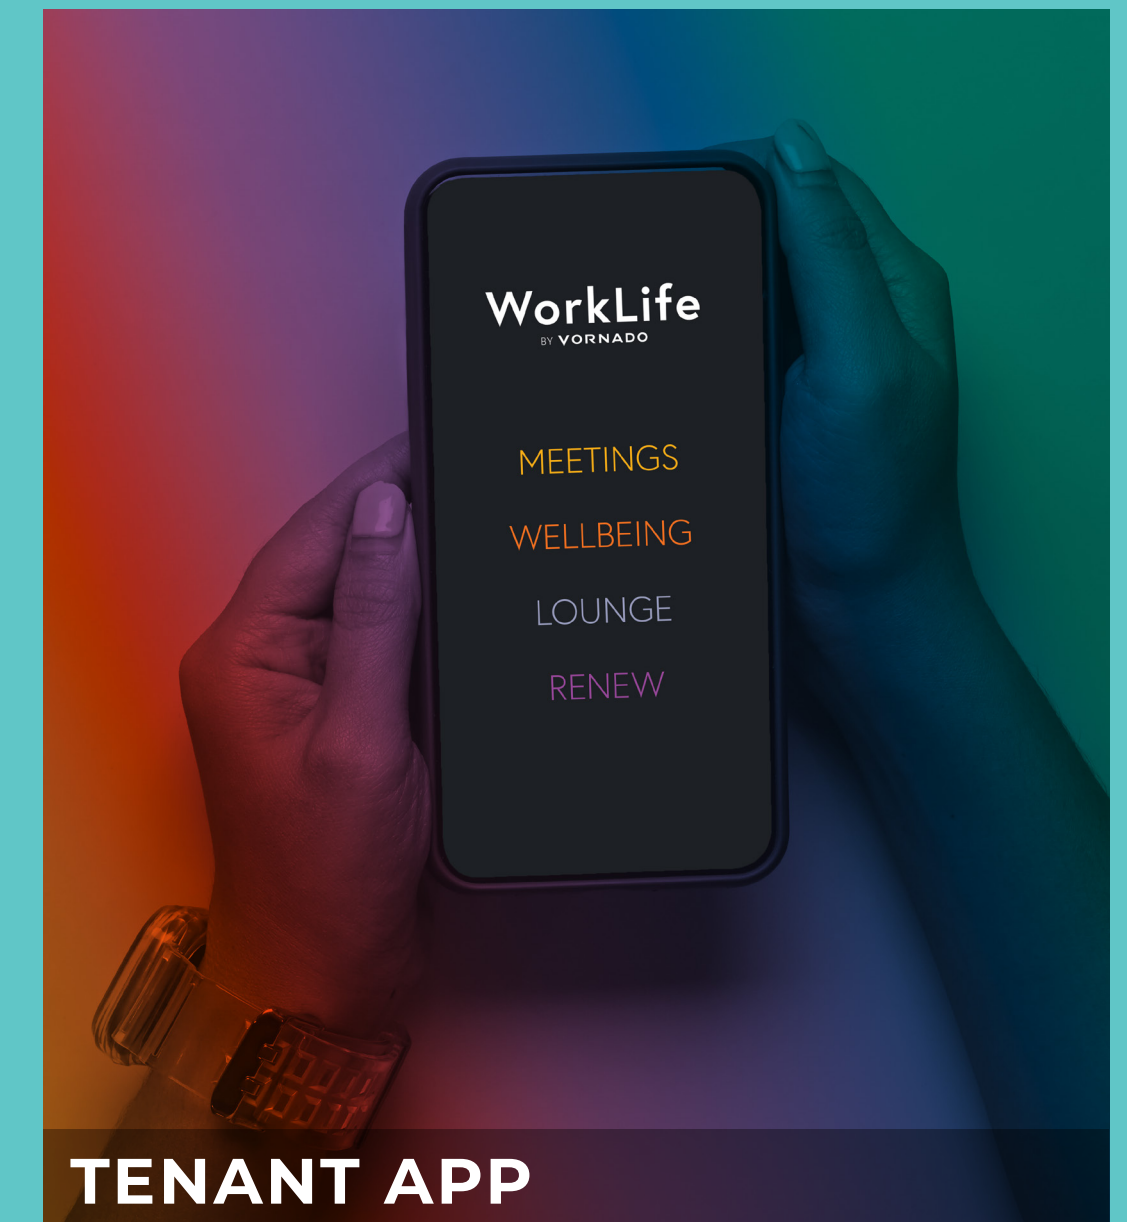 WorkLife
BY VORNADO
MEETINGS
WELLBEING
LOUNGE
RENEW
TENANT APP